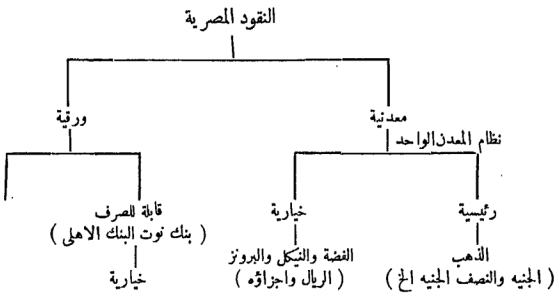 النقود المصرية
معدنية
ورقية
نظام المعدن الواحد
رئيسية
خيارية
قابلة للصرف
( بنك نوت البنك الاهلى )
الذهب
( الجنيه والنصف الجنيه الخ )
الفضة والنيكل والبرونز
( الريال واجزاؤه )
خيارية